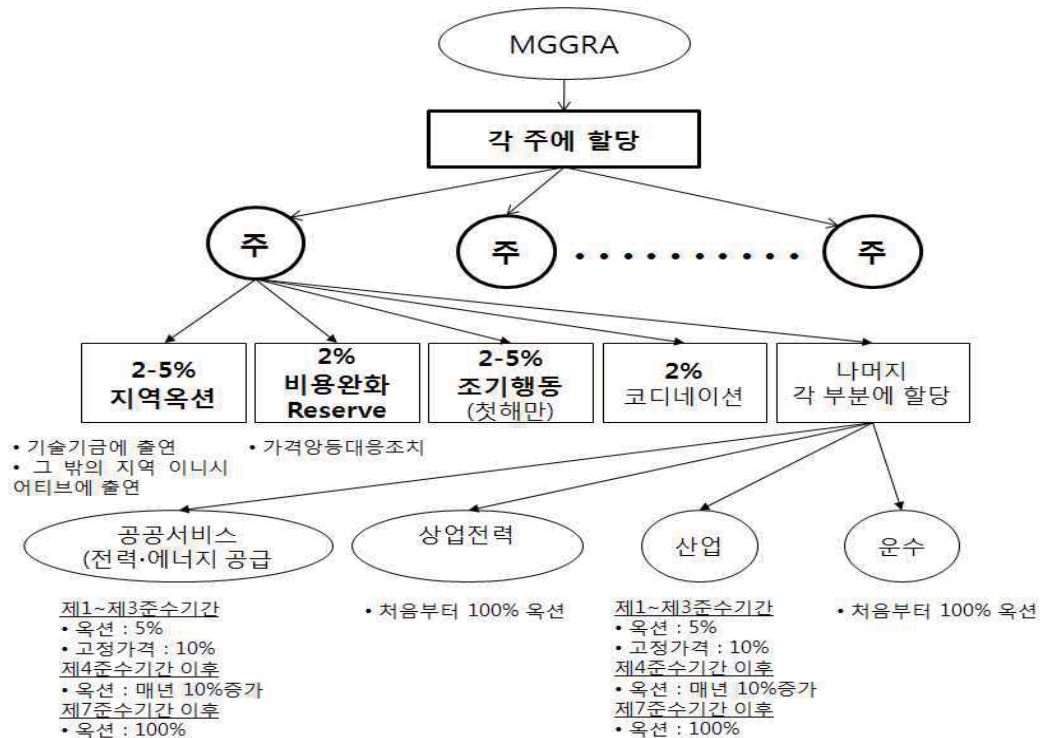 MGGRA
각 주에 할당
주
주
• • • • • • • • • •
주
2-5%
지역옥션
2%
비용완화
Reserve
2-5%
조기행동
(첫해만)
2%
코디네이션
나머지
각 부분에 할당
• 기술기금에 출연
• 그 밖의 지역 이니시
어티브에 출연
• 가격앙등대응조치
공공서비스
(전력·에너지 공급
상업전력
산업
운수
제1~제3준수기간
• 옥션 : 5%
• 고정가격 : 10%
제4준수기간 이후
• 옥션 : 매년 10%증가
제7준수기간 이후
• 옥션 : 100%
• 처음부터 100% 옥션
제1~제3준수기간
• 옥션 : 5%
• 고정가격 : 10%
제4준수기간 이후
• 옥션 : 매년 10%증가
제7준수기간 이후
• 옥션 : 100%
• 처음부터 100% 옥션